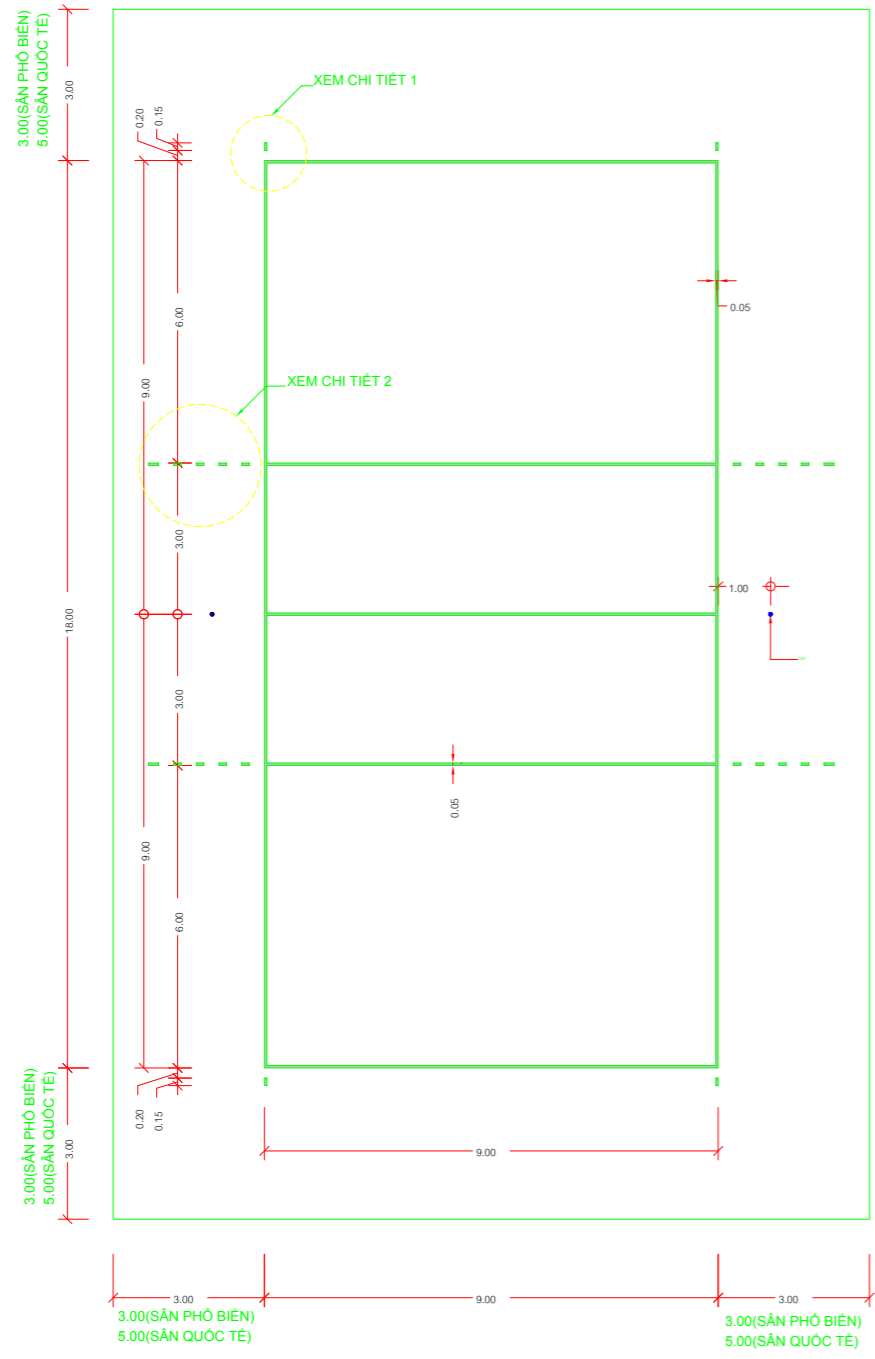 3.00(SÂN PHỔ BIẾN)
5.00(SÂN QUỐC TẾ)
3.00
0.20
0.15
XEM CHI TIẾT 1
6.00
0.05
9.00
XEM CHI TIẾT 2
3.00
1.00
18.00
3.00
0.05
9.00
6.00
0.20
0.15
3.00(SÂN PHỔ BIẾN)
5.00(SÂN QUỐC TẾ)
3.00
9.00
3.00
9.00
3.00
3.00(SÂN PHỔ BIẾN)
5.00(SÂN QUỐC TẾ)
3.00(SÂN PHỔ BIẾN)
5.00(SÂN QUỐC TẾ)